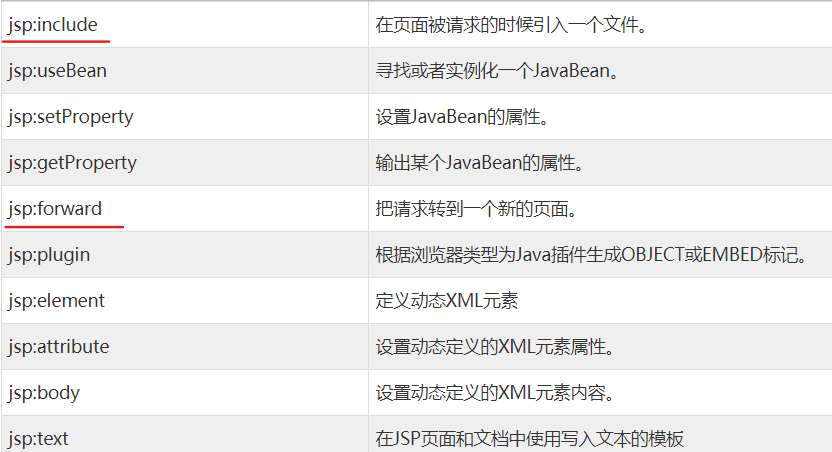 jsp:include 在页面被请求的时候引入一个文件。
jsp:useBean 寻找或者实例化一个JavaBean。
jsp:setProperty 设置JavaBean的属性。
jsp:getProperty 输出某个JavaBean的属性。
jsp:forward 把请求转到一个新的页面。
jsp:plugin 根据浏览器类型为Java插件生成OBJECT或EMBED标记。
jsp:element 定义动态XML元素
jsp:attribute 设置动态定义的XML元素属性。
jsp:body 设置动态定义的XML元素内容。
jsp:text 在JSP页面和文档中使用写入文本的模板